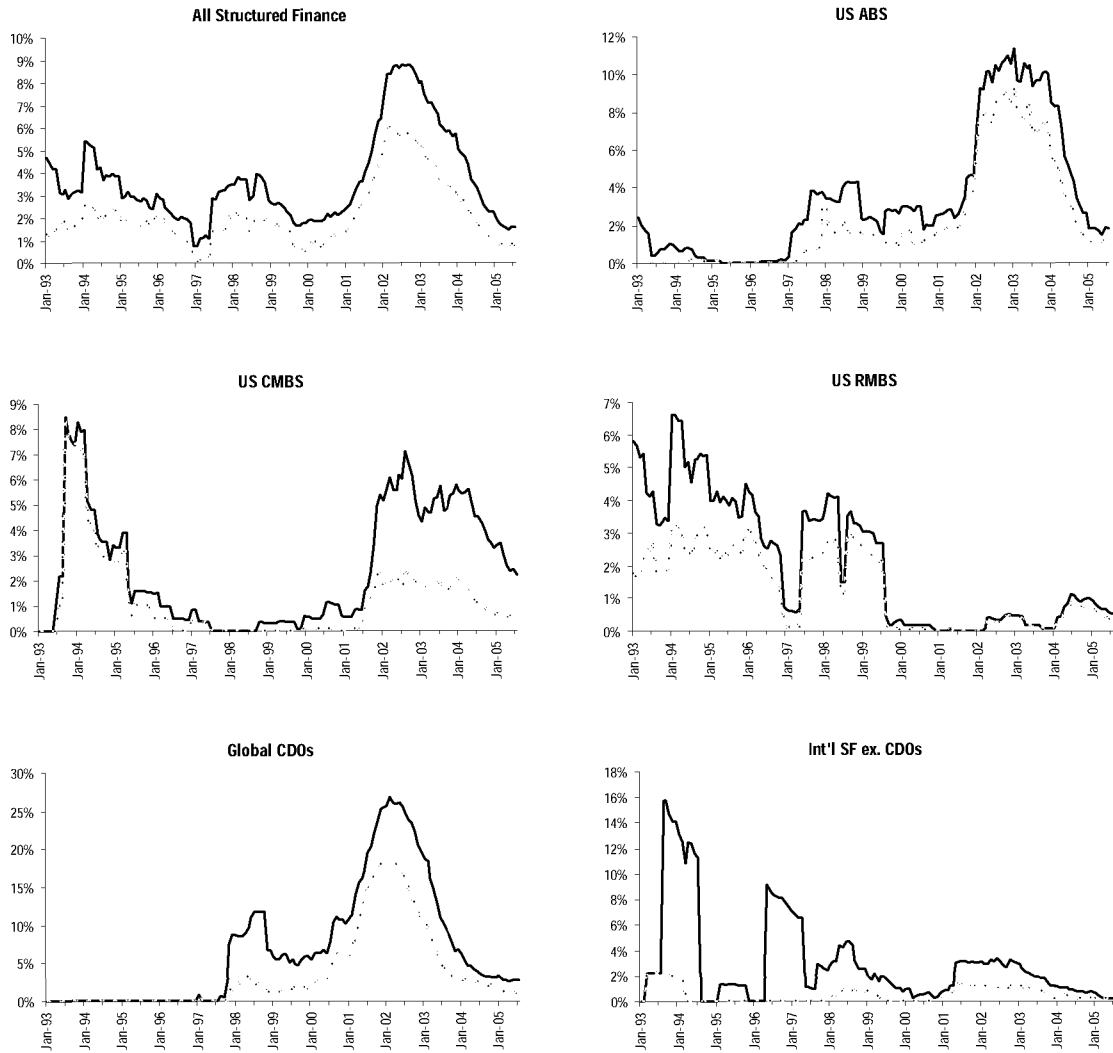 All Structured Finance
10%
9%
8%
7%
6%
5%
4%
3%
2%
1%
0%
Jan-93
Jan-94
Jan-95
Jan-96
Jan-97
Jan-98
Jan-99
Jan-00
Jan-01
Jan-02
Jan-03
Jan-04
Jan-05
US ABS
12%
10%
8%
6%
4%
2%
0%
Jan-93
Jan-94
Jan-95
Jan-96
Jan-97
Jan-98
Jan-99
Jan-00
Jan-01
Jan-02
Jan-03
Jan-04
Jan-05
US CMBS
9%
8%
7%
6%
5%
4%
3%
2%
1%
0%
Jan-93
Jan-94
Jan-95
Jan-96
Jan-97
Jan-98
Jan-99
Jan-00
Jan-01
Jan-02
Jan-03
Jan-04
Jan-05
US RMBS
7%
6%
5%
4%
3%
2%
1%
0%
Jan-93
Jan-94
Jan-95
Jan-96
Jan-97
Jan-98
Jan-99
Jan-00
Jan-01
Jan-02
Jan-03
Jan-04
Jan-05
Global CDOs
30%
25%
20%
15%
10%
5%
0%
Jan-93
Jan-94
Jan-95
Jan-96
Jan-97
Jan-98
Jan-99
Jan-00
Jan-01
Jan-02
Jan-03
Jan-04
Jan-05
Int'l SF ex. CDOs
18%
16%
14%
12%
10%
8%
6%
4%
2%
0%
Jan-93
Jan-94
Jan-95
Jan-96
Jan-97
Jan-98
Jan-99
Jan-00
Jan-01
Jan-02
Jan-03
Jan-04
Jan-05